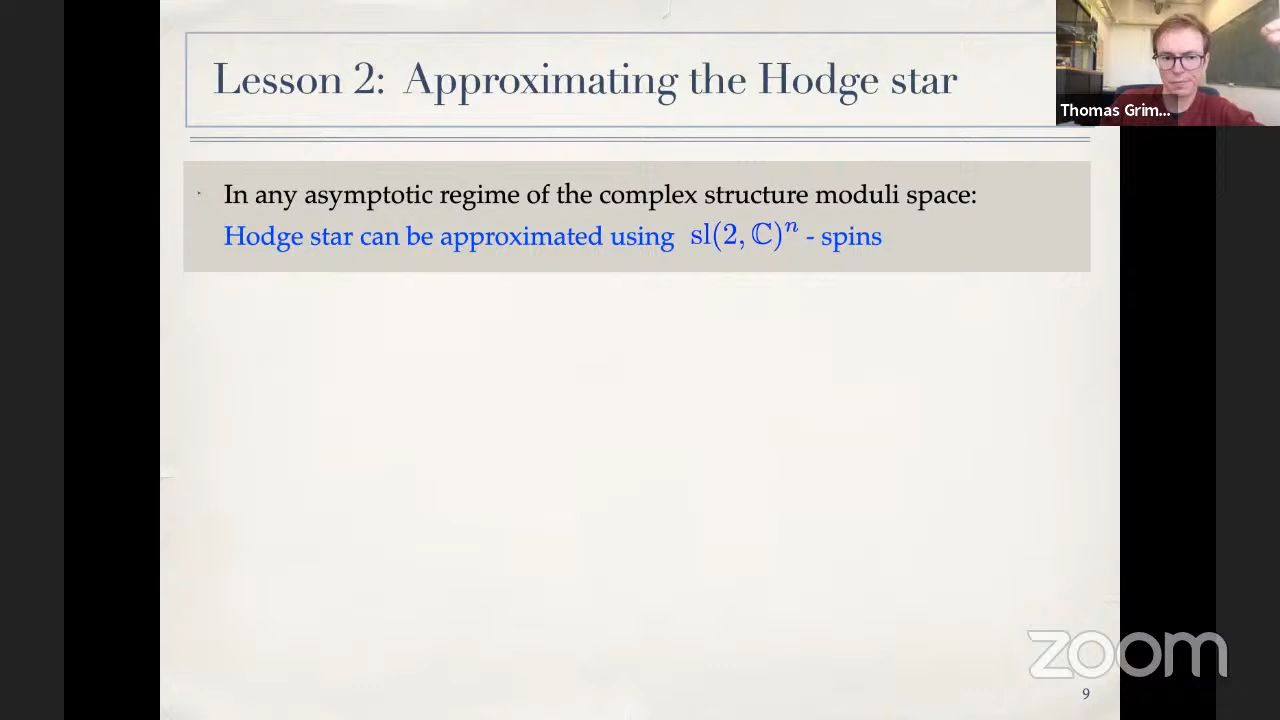 Lesson 2: Approximating the Hodge star
Thomas Grim...
In any asymptotic regime of the complex structure moduli space:
Hodge star can be approximated using sl(2, ℂ)ⁿ - spins
zoom
9